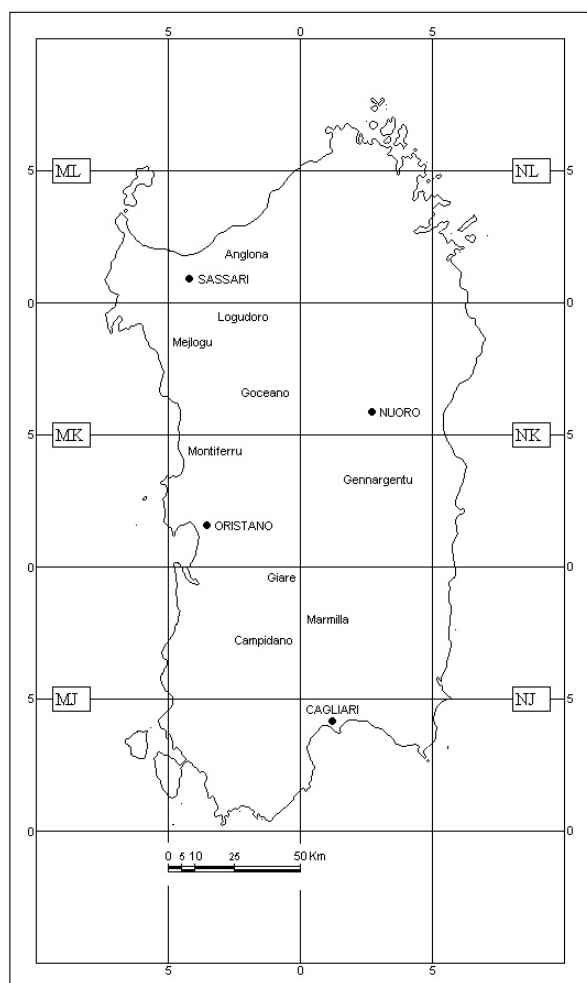 5 0 5
ML 5 5 NL
Anglona
SASSARI
0 0
Logudoro
Mejlogu
Goceano
NUORO
MK 5 5 NK
Montiferru
Gennargentu
ORISTANO
0 0
Giare
Marmilla
Campidano
MJ 5 5 NJ
CAGLIARI
0 0
0 5 10 25 50 Km
5 0 5